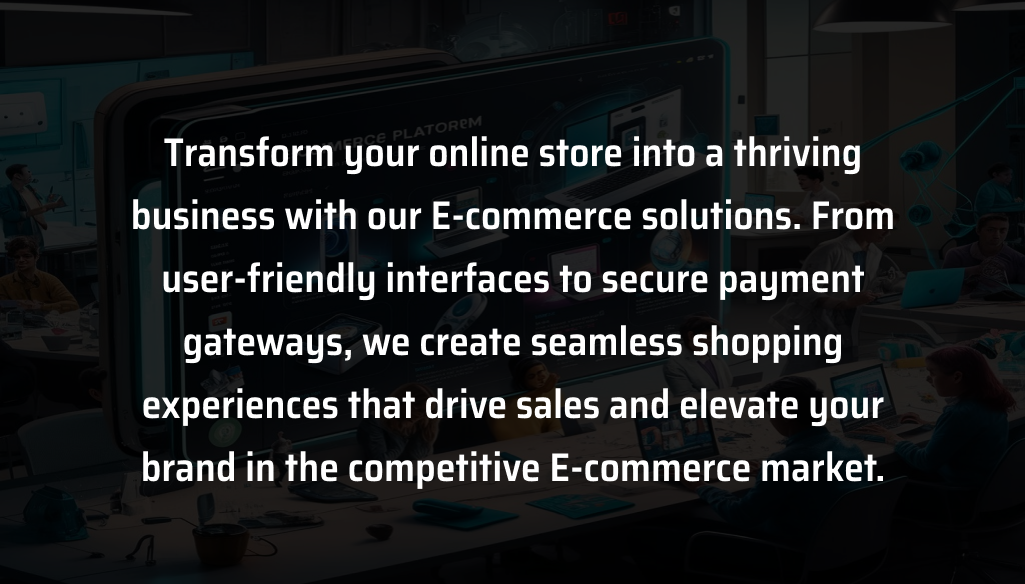 Transform your online store into a thriving
business with our E-commerce solutions. From
user-friendly interfaces to secure payment
gateways, we create seamless shopping
experiences that drive sales and elevate your
brand in the competitive E-commerce market.